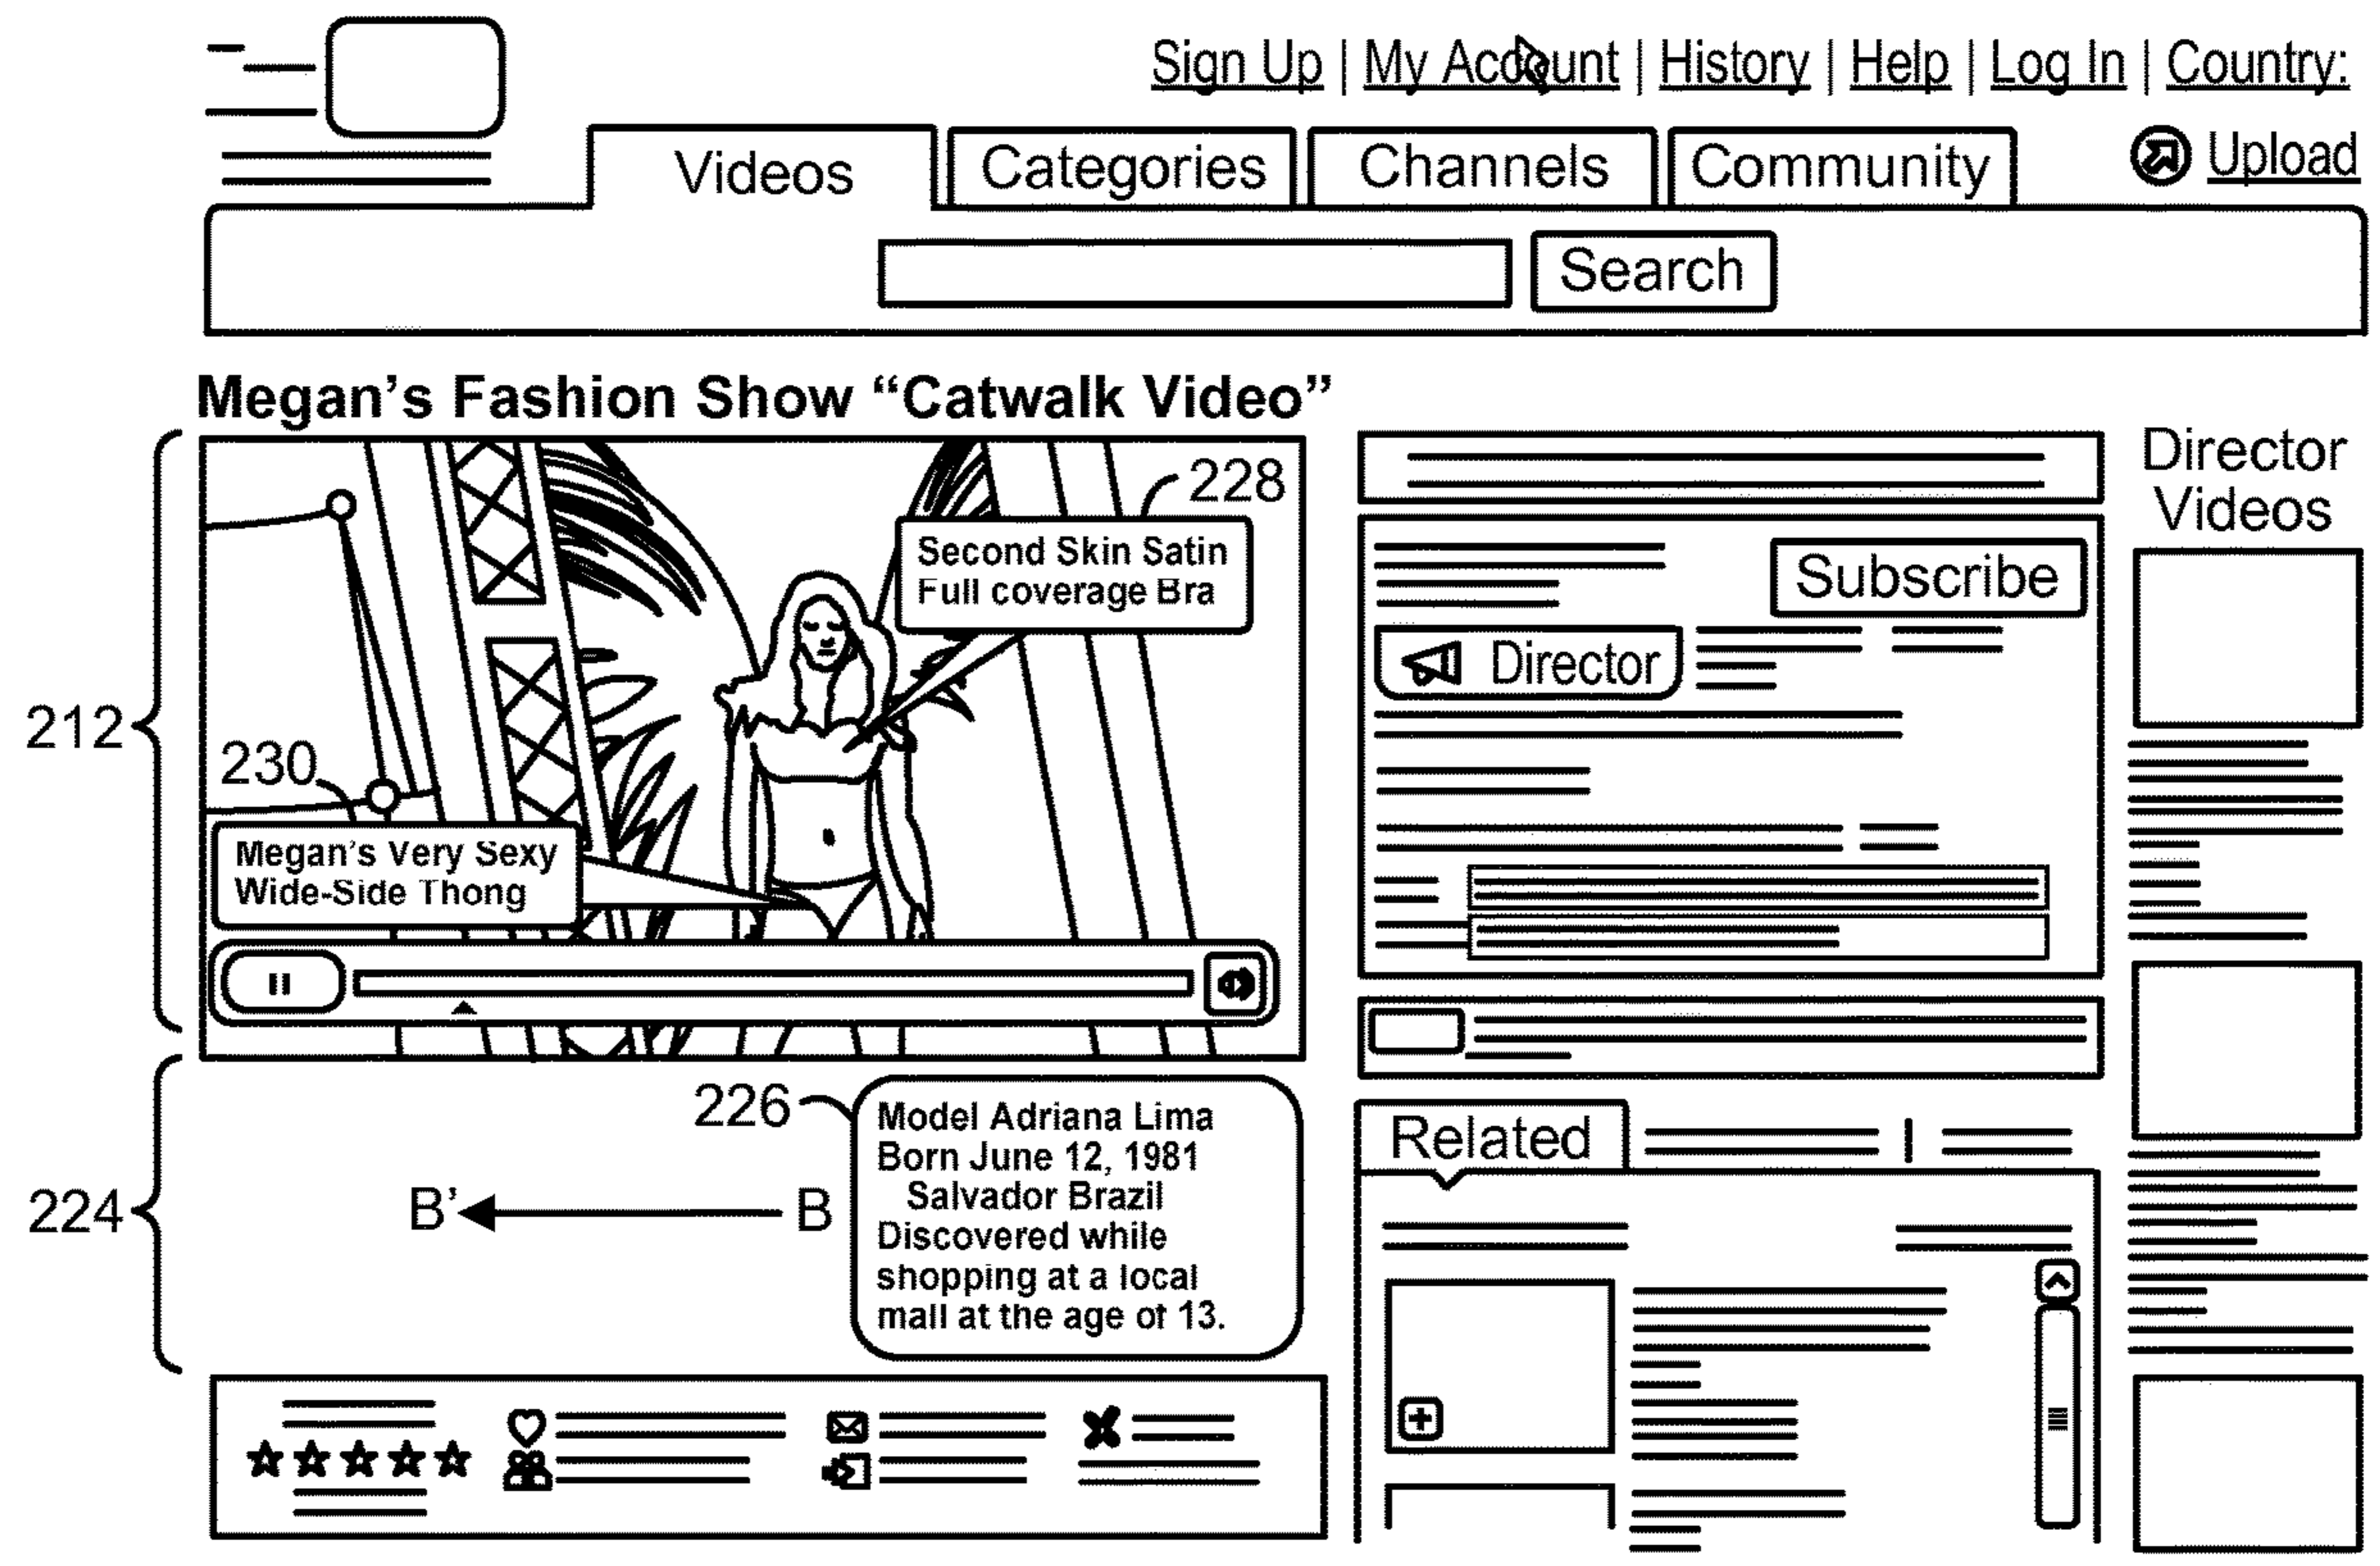 Sign Up | My Account | History | Help | Log In | Country:
Videos
Categories
Channels
Community
Upload
Search
Megan's Fashion Show “Catwalk Video”
212
228
Second Skin Satin
Full coverage Bra
230
Megan's Very Sexy
Wide-Side Thong
Subscribe
Director
Director
Videos
224
226
Model Adriana Lima
Born June 12, 1981
Salvador Brazil
Discovered while
shopping at a local
mall at the age of 13.
B' B
Related